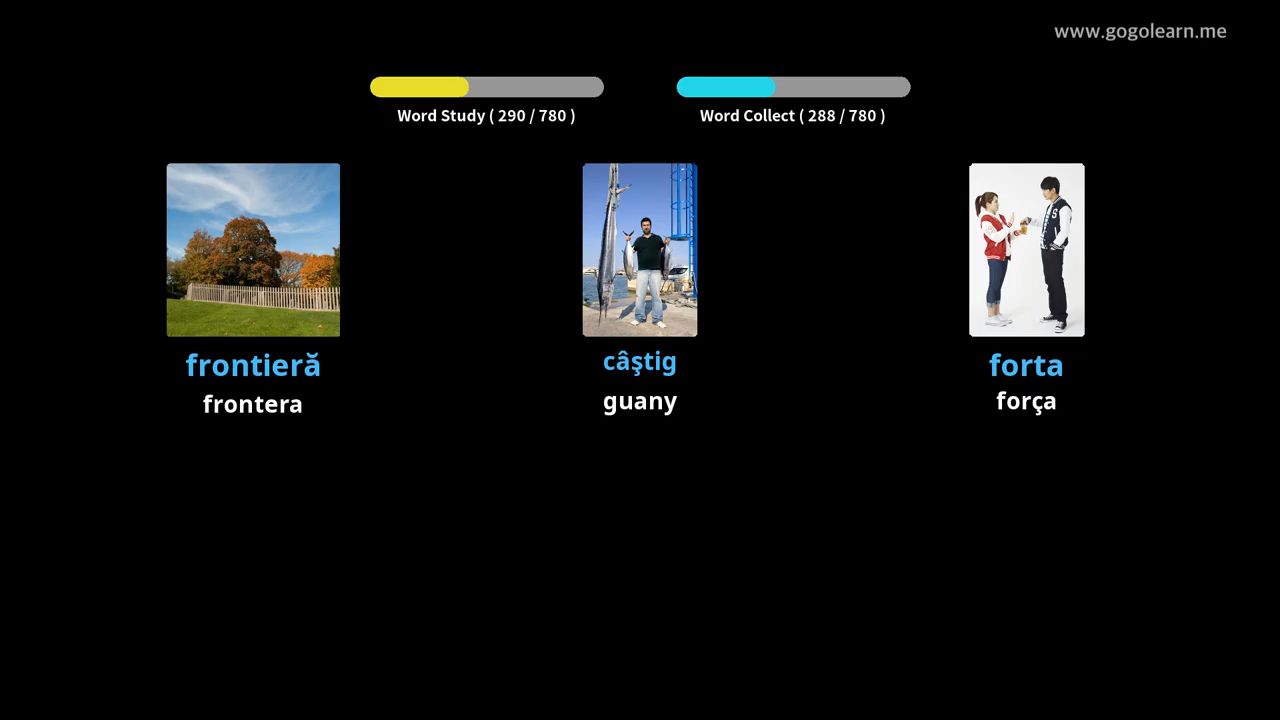 www.gogolearn.me
Word Study ( 290 / 780 )
Word Collect ( 288 / 780 )
frontieră
câştig
forta
frontera
guany
força